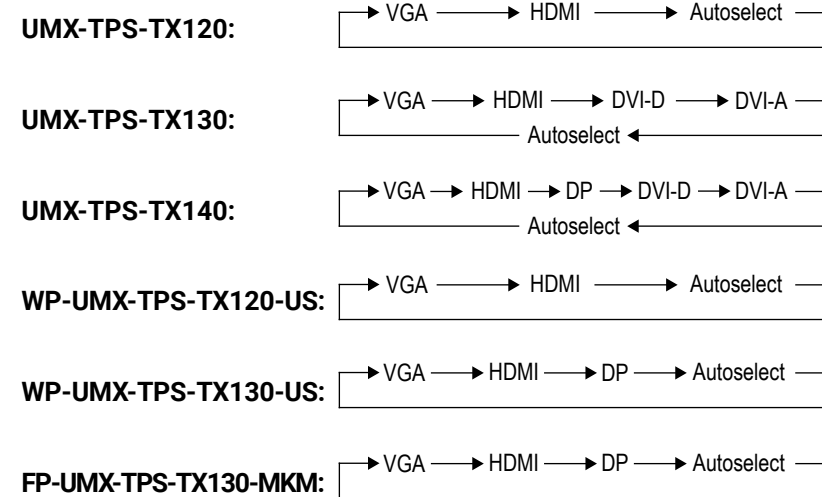 UMX-TPS-TX120: VGA HDMI Autoselect
UMX-TPS-TX130: VGA HDMI DVI-D DVI-A
Autoselect
UMX-TPS-TX140: VGA HDMI DP DVI-D DVI-A
Autoselect
WP-UMX-TPS-TX120-US: VGA HDMI Autoselect
WP-UMX-TPS-TX130-US: VGA HDMI DP Autoselect
FP-UMX-TPS-TX130-MKM: VGA HDMI DP Autoselect